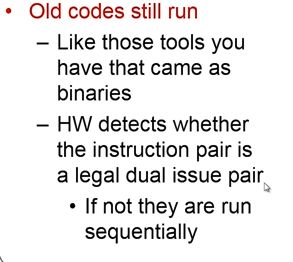 • Old codes still run
– Like those tools you
have that came as
binaries
– HW detects whether
the instruction pair is
a legal dual issue pair
• If not they are run
sequentially